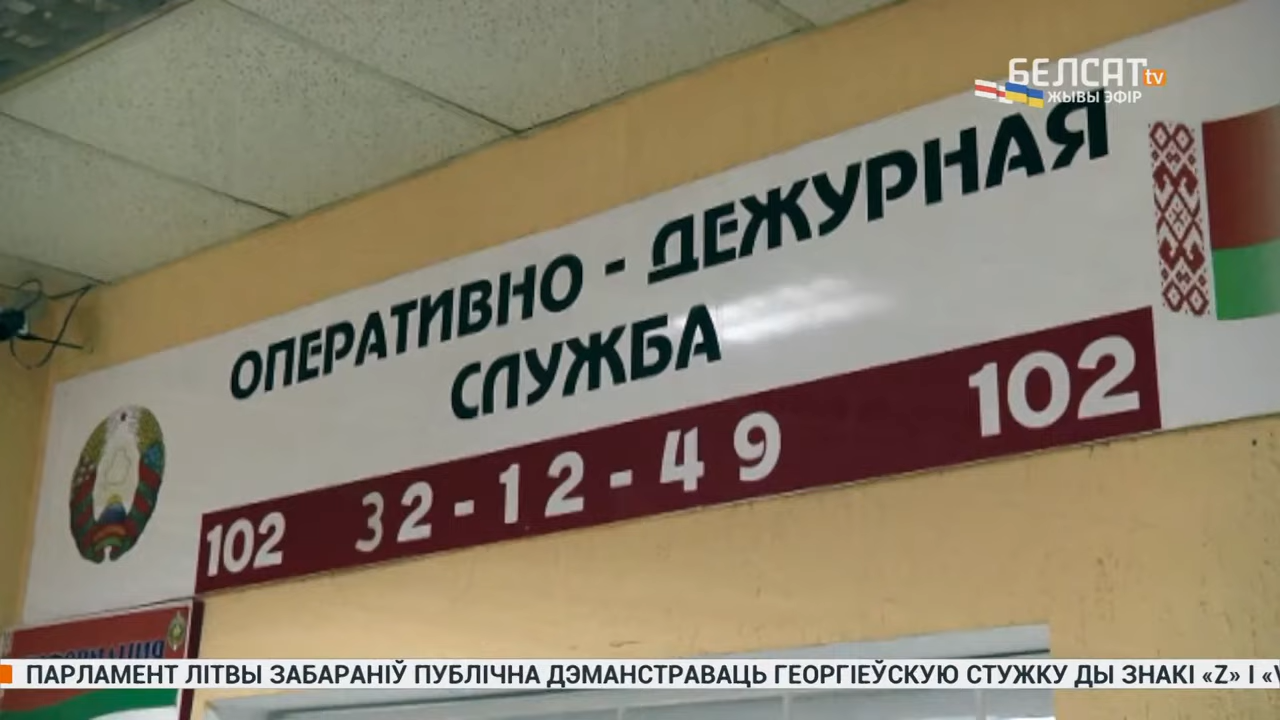 БЕЛСАТ tv
ЖЫВЫ ЭФІР
ОПЕРАТИВНО - ДЕЖУРНАЯ
СЛУЖБА
102 32-12-49 102
ПАРЛАМЕНТ ЛІТВЫ ЗАБАРАНІЎ ПУБЛІЧНА ДЭМАНСТРАВАЦЬ ГЕОРГІЕЎСКУЮ СТУЖКУ ДЫ ЗНАКІ «Z» І